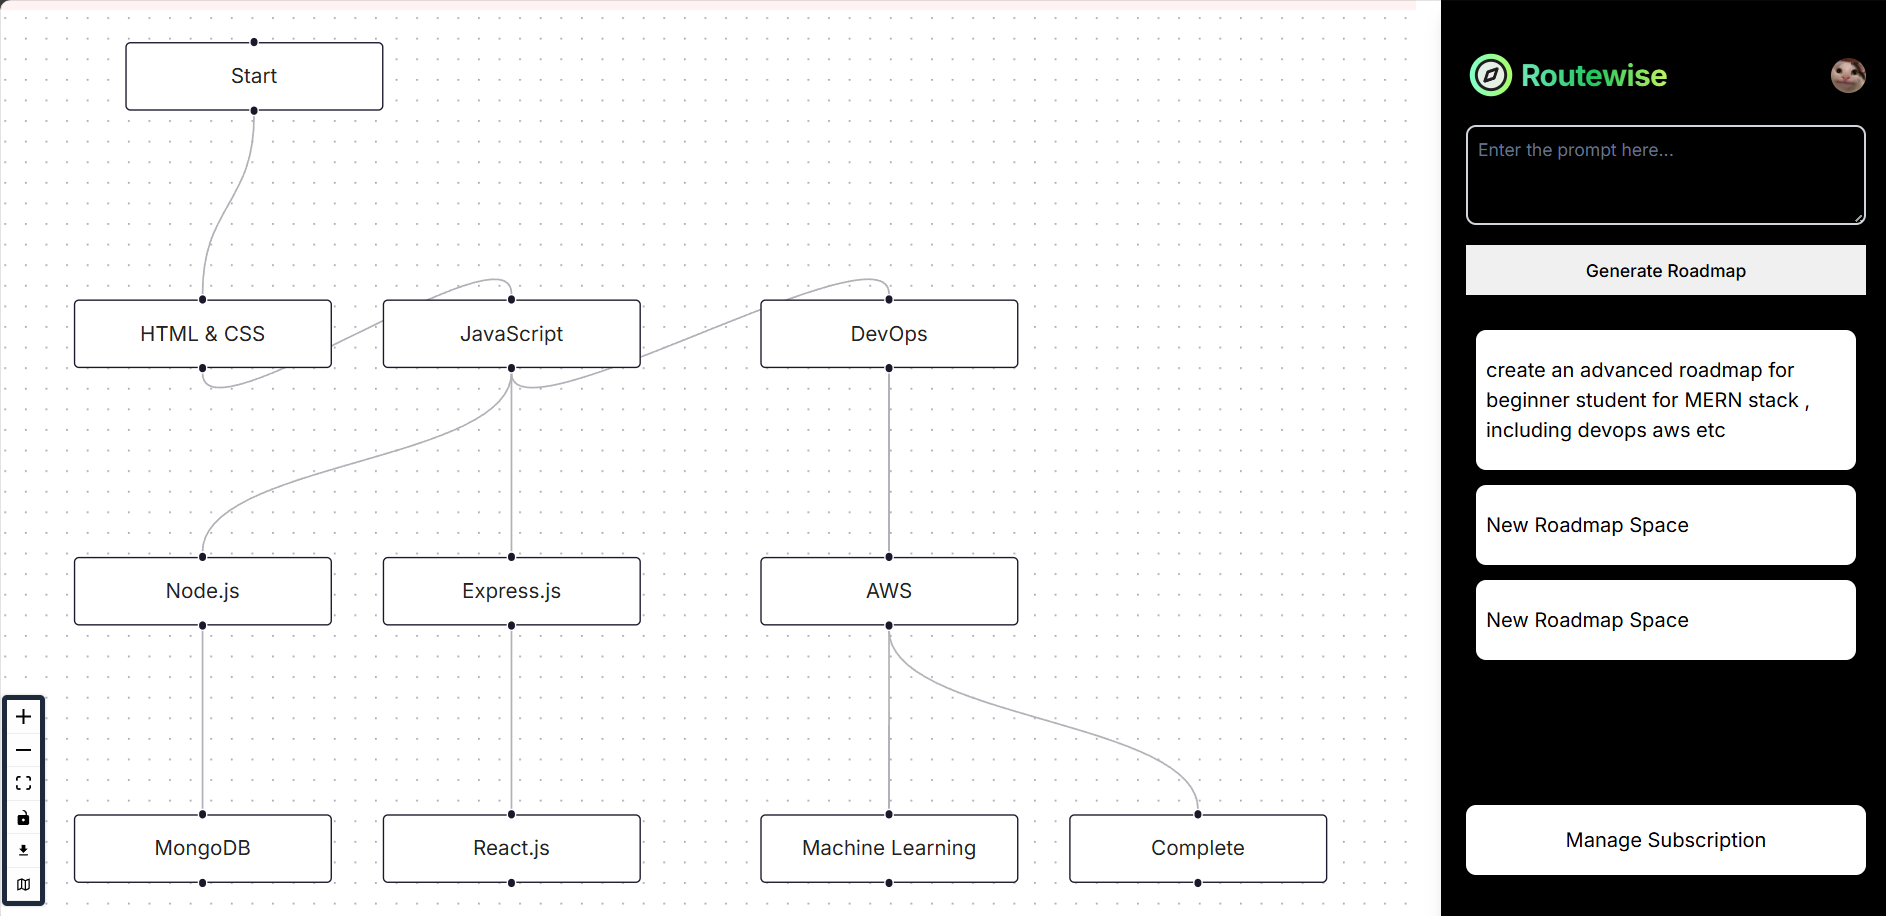 Start
HTML & CSS
JavaScript
DevOps
Node.js
Express.js
AWS
MongoDB
React.js
Machine Learning
Complete
Routewise
Enter the prompt here...
Generate Roadmap
create an advanced roadmap for
beginner student for MERN stack ,
including devops aws etc
New Roadmap Space
New Roadmap Space
Manage Subscription